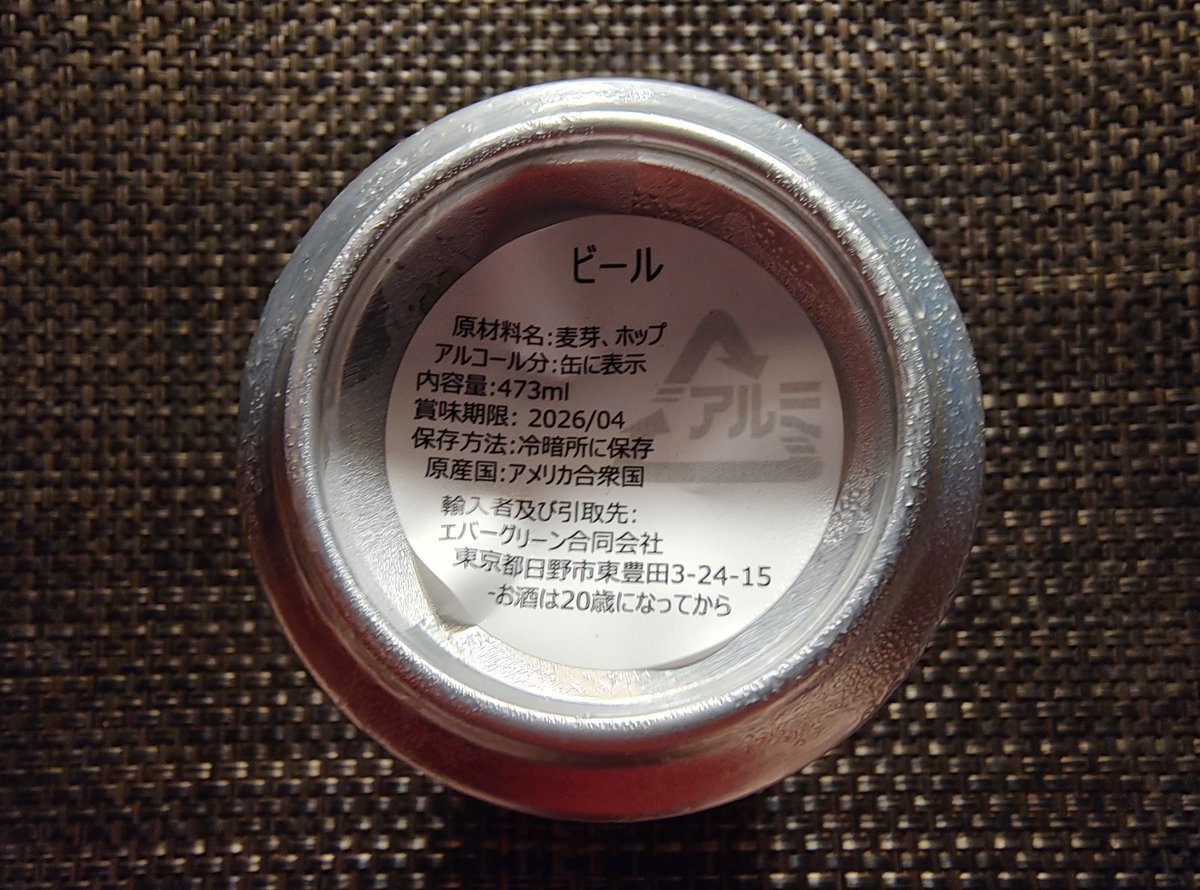 ビール
原材料名:麦芽、ホップ
アルコール分:缶に表示
内容量:473ml
賞味期限: 2026/04
保存方法:冷暗所に保存
原産国:アメリカ合衆国
アルミ
輸入者及び引取先:
エバーグリーン合同会社
東京都日野市東豊田3-24-15
-お酒は20歳になってから